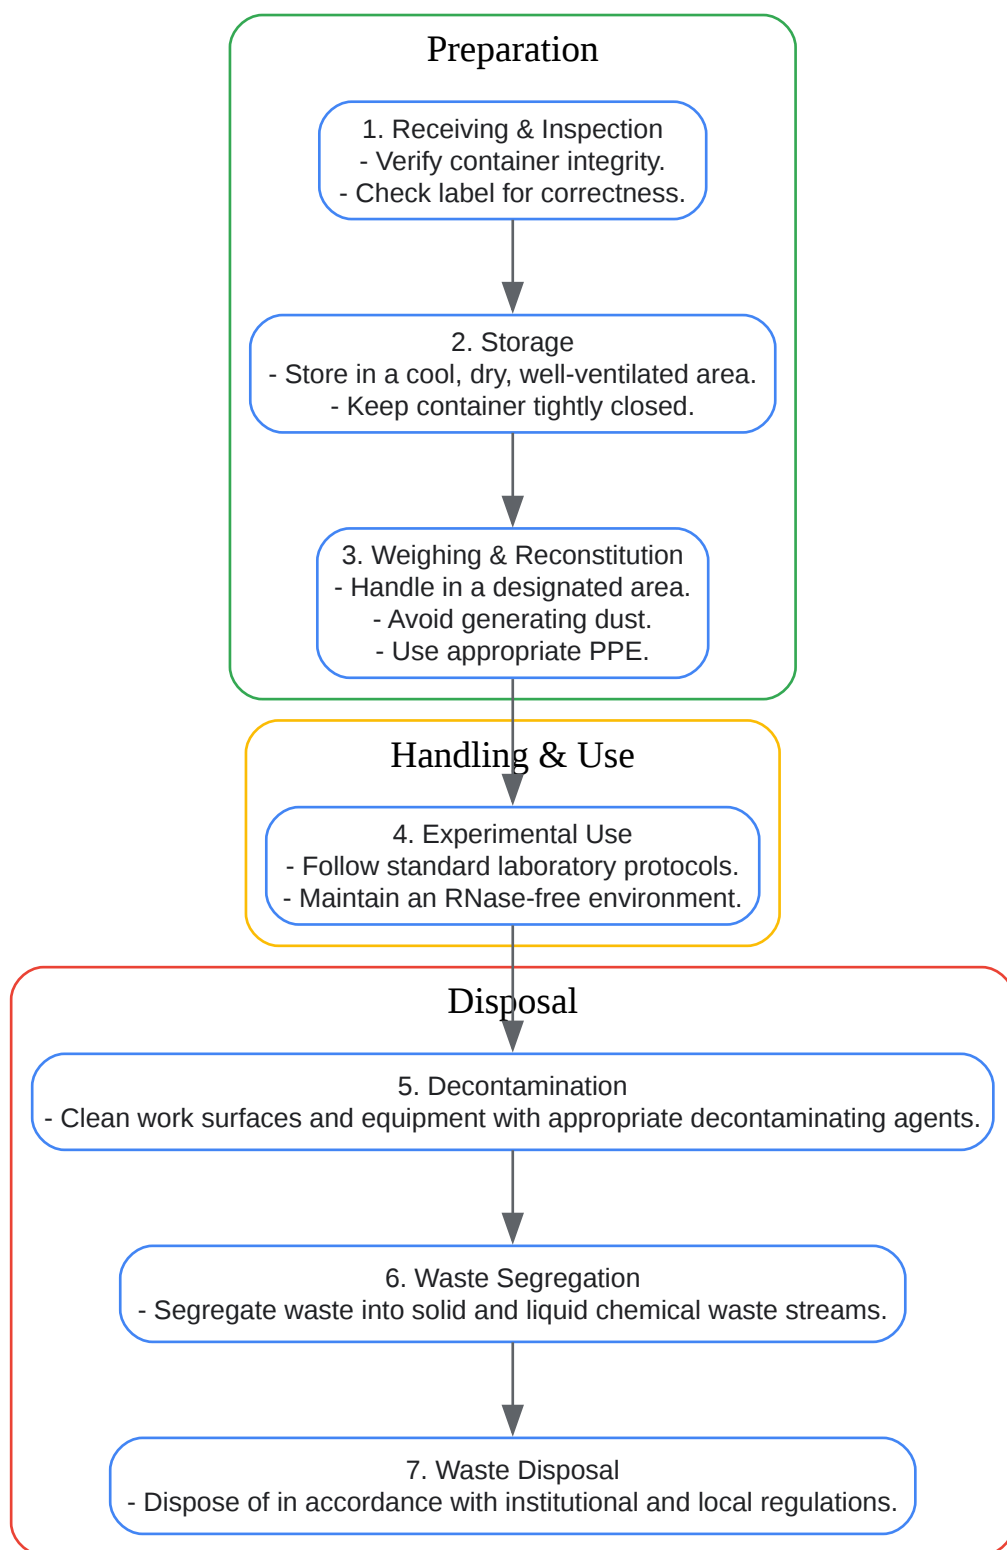 Preparation
1. Receiving & Inspection
- Verify container integrity.
- Check label for correctness.
2. Storage
- Store in a cool, dry, well-ventilated area.
- Keep container tightly closed.
3. Weighing & Reconstitution
- Handle in a designated area.
- Avoid generating dust.
- Use appropriate PPE.
Handling & Use
4. Experimental Use
- Follow standard laboratory protocols.
- Maintain an RNase-free environment.
Disposal
5. Decontamination
- Clean work surfaces and equipment with appropriate decontaminating agents.
6. Waste Segregation
- Segregate waste into solid and liquid chemical waste streams.
7. Waste Disposal
- Dispose of in accordance with institutional and local regulations.